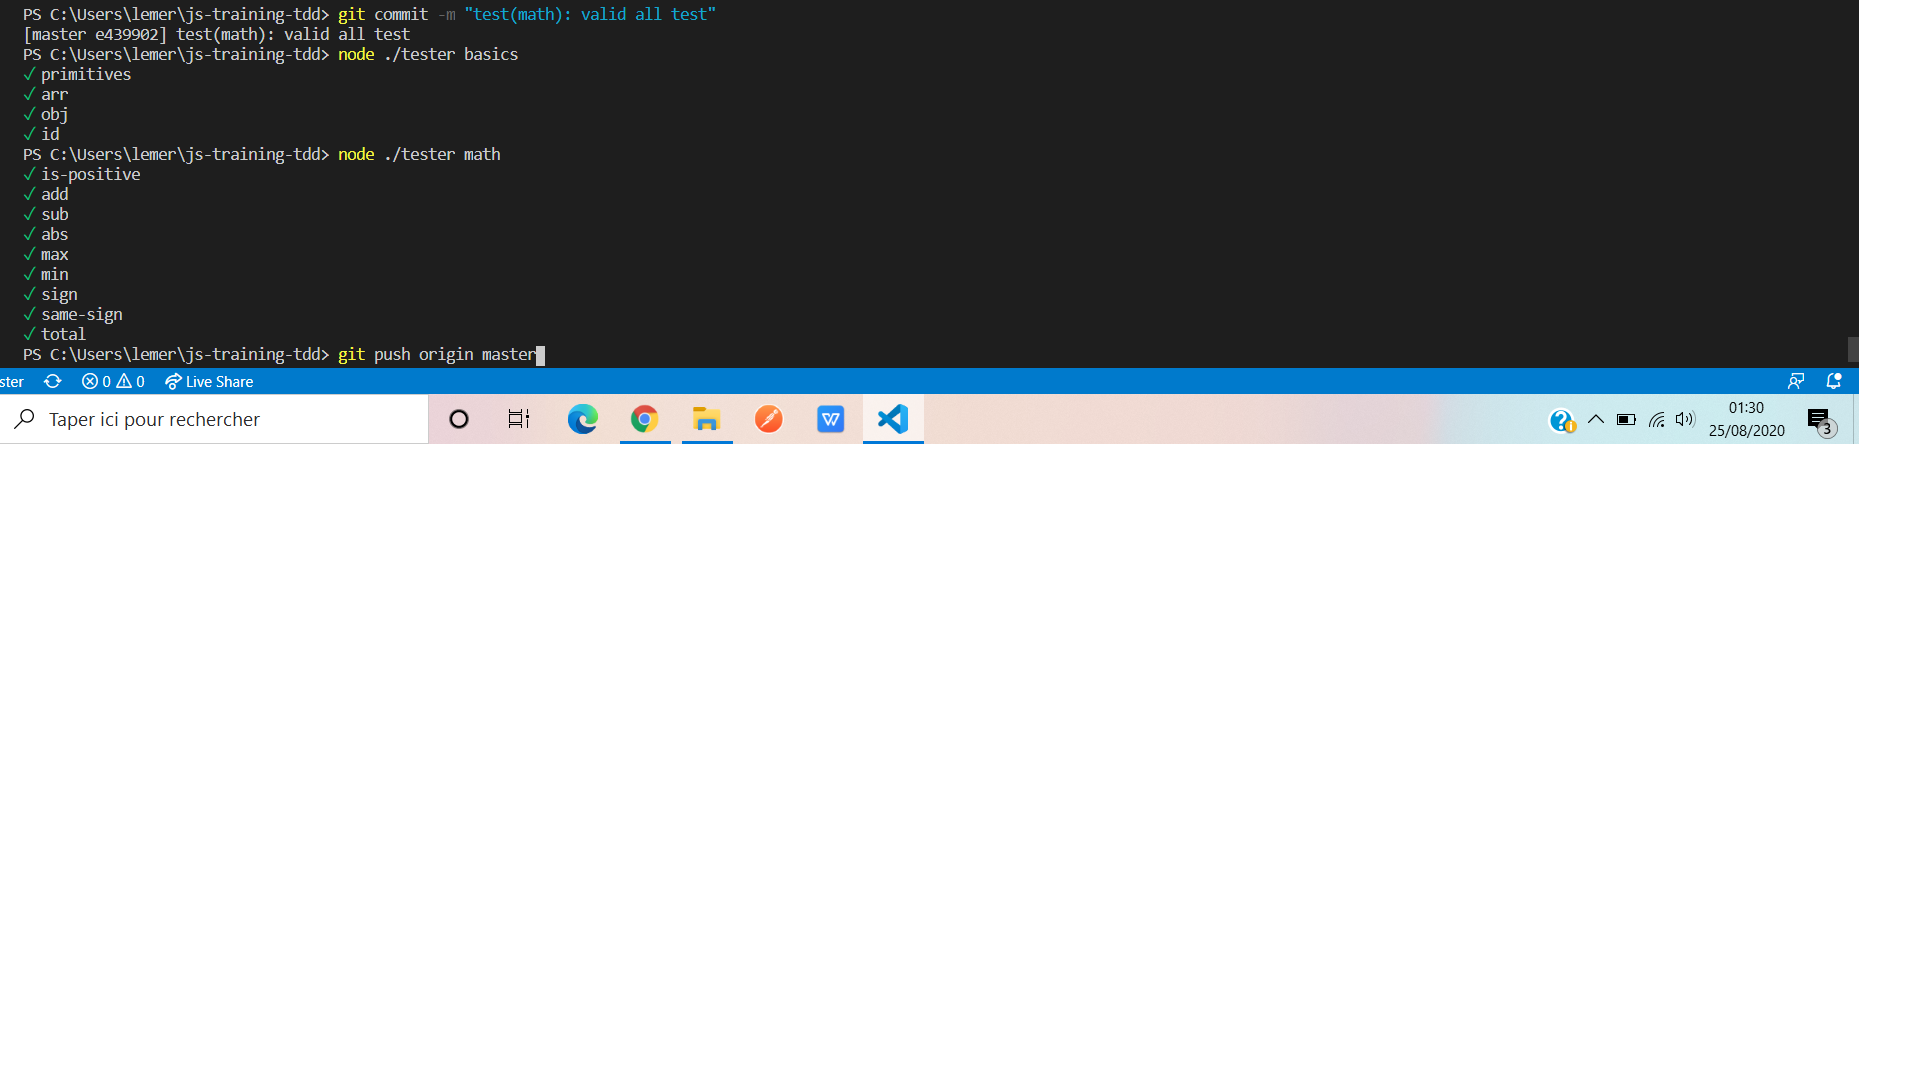 PS C:\Users\lemer\js-training-tdd> git commit -m "test(math): valid all test"
[master e439902] test(math): valid all test
PS C:\Users\lemer\js-training-tdd> node ./tester basics
✓ primitives
✓ arr
✓ obj
✓ id
PS C:\Users\lemer\js-training-tdd> node ./tester math
✓ is-positive
✓ add
✓ sub
✓ abs
✓ max
✓ min
✓ sign
✓ same-sign
✓ total
PS C:\Users\lemer\js-training-tdd> git push origin master
ster 0 0 Live Share
Taper ici pour rechercher
01:30
25/08/2020
3